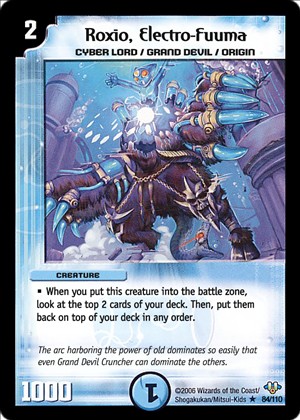 2
Roxio, Electro-Fuuma
CYBER LORD / GRAND DEVIL / ORIGIN
CREATURE
▪ When you put this creature into the battle zone,
look at the top 2 cards of your deck. Then, put them
back on top of your deck in any order.
The arc harboring the power of old dominates so easily that
even Grand Devil Cruncher can dominate the others.
1000
1
©2006 Wizards of the Coast/
Shogakukan/Mitsui-Kids ★ 84/110